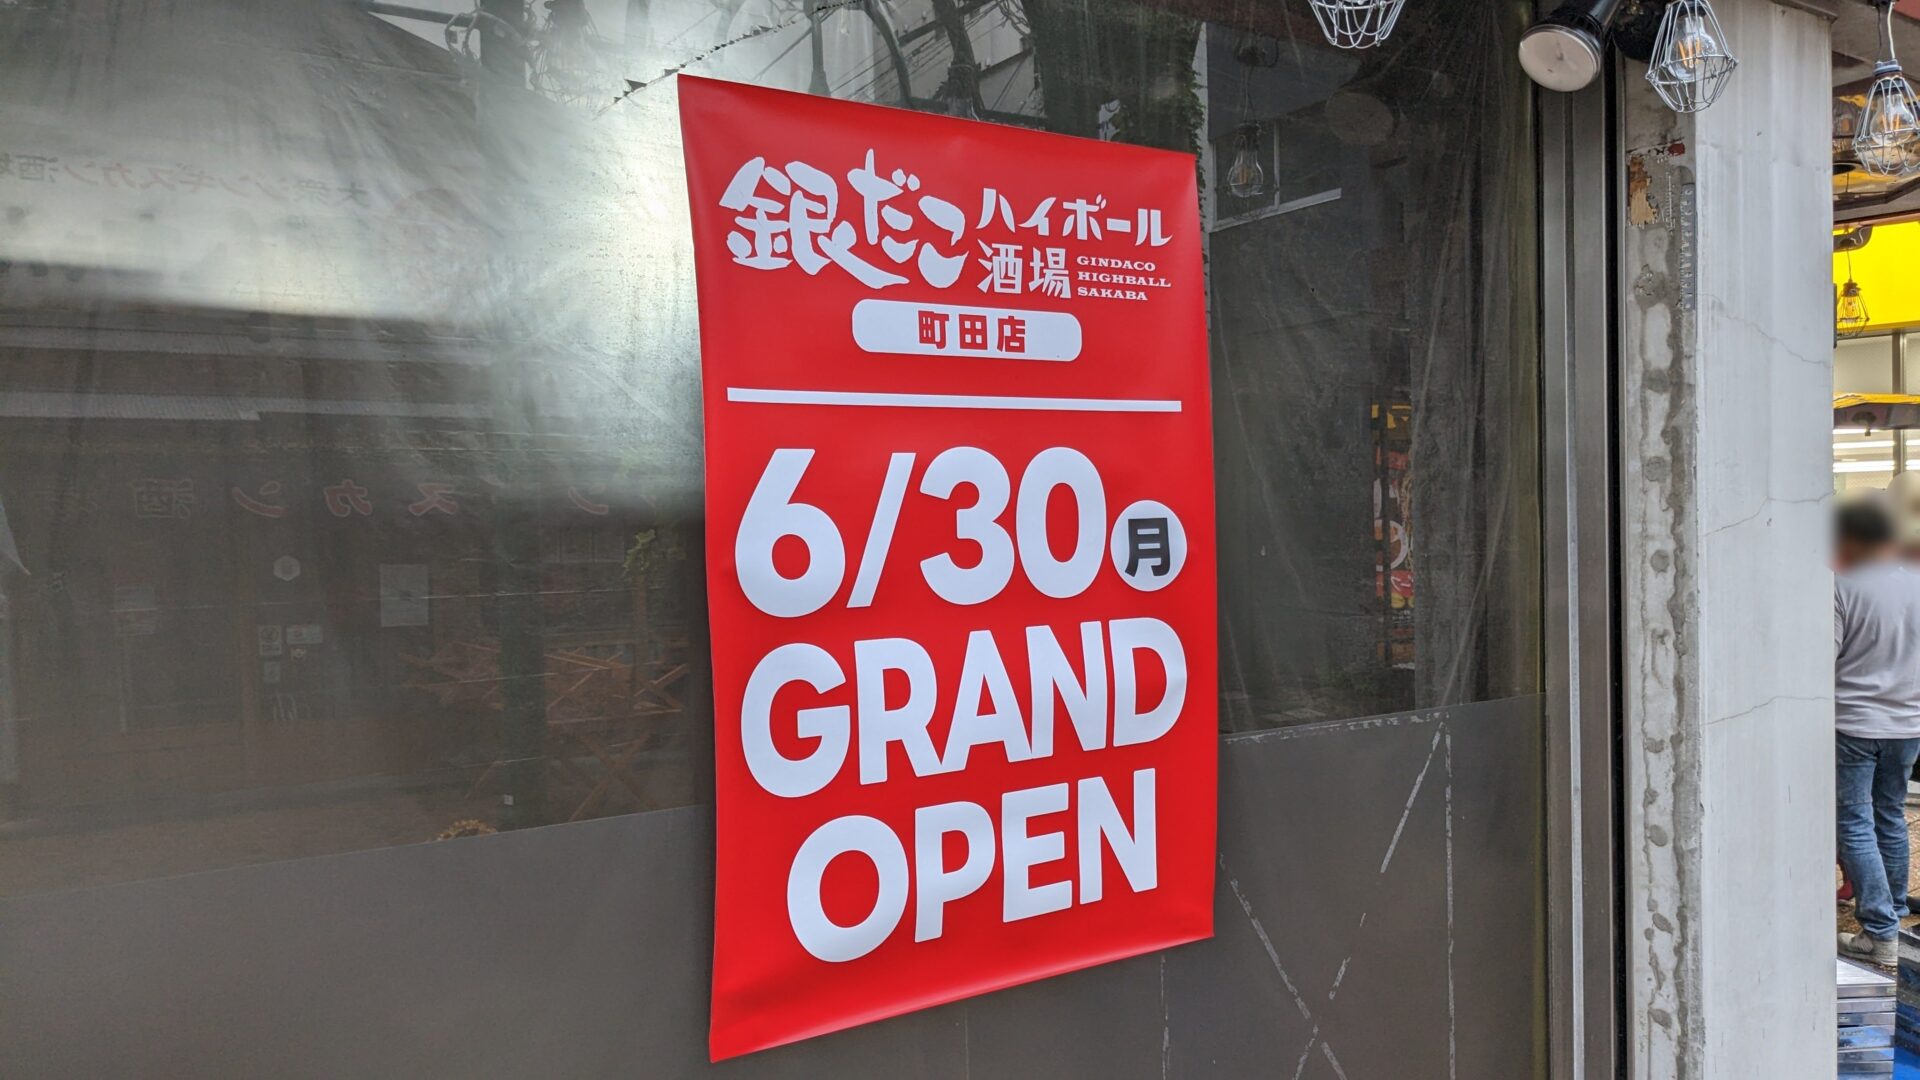 銀だこ ハイボール
酒場 GINDACO
HIGHBALL
SAKABA
町田店
6/30 月
GRAND
OPEN